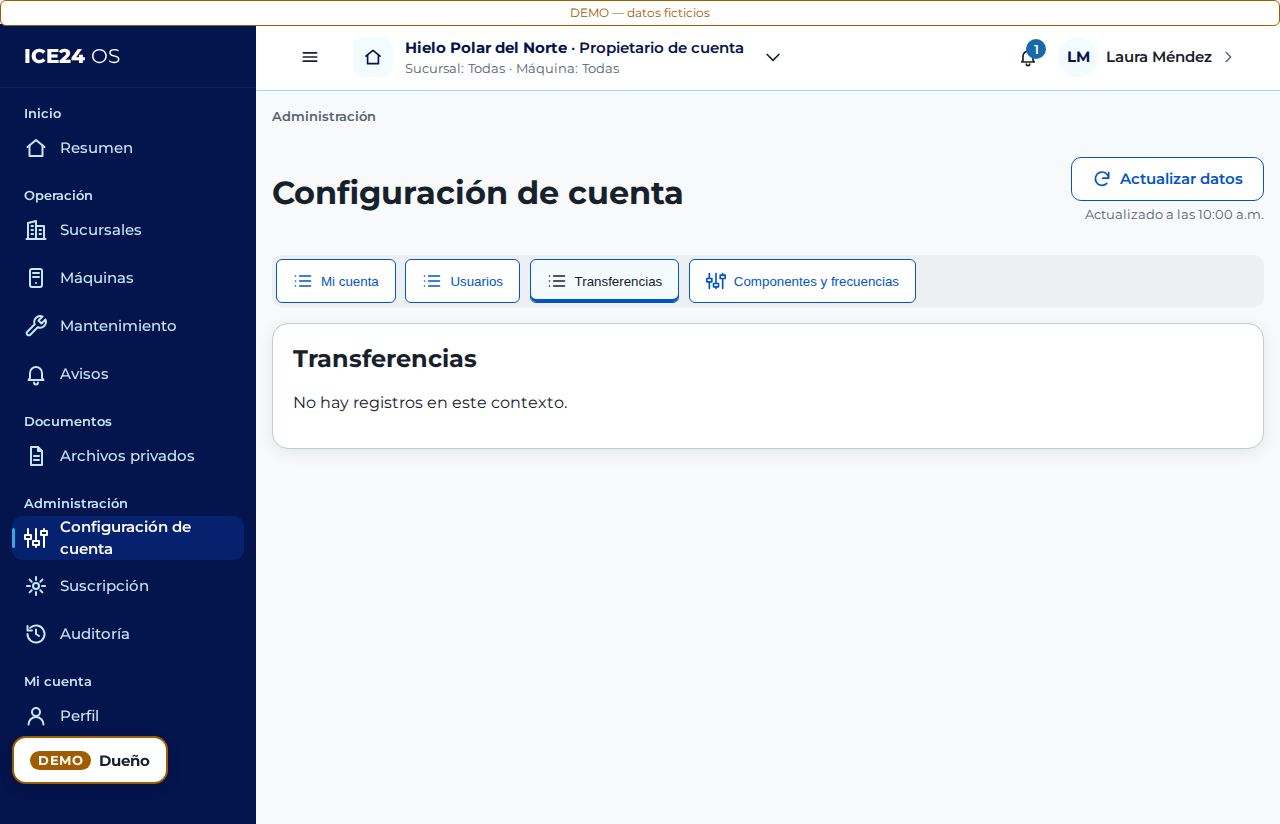 DEMO — datos ficticios
ICE24 OS
Hielo Polar del Norte · Propietario de cuenta
Sucursal: Todas · Máquina: Todas
1
LM
Laura Méndez
Inicio
Resumen
Operación
Sucursales
Máquinas
Mantenimiento
Avisos
Documentos
Archivos privados
Administración
Configuración de
cuenta
Suscripción
Auditoría
Mi cuenta
Perfil
DEMO Dueño
Administración
Configuración de cuenta
Actualizar datos
Actualizado a las 10:00 a.m.
Mi cuenta
Usuarios
Transferencias
Componentes y frecuencias
Transferencias
No hay registros en este contexto.